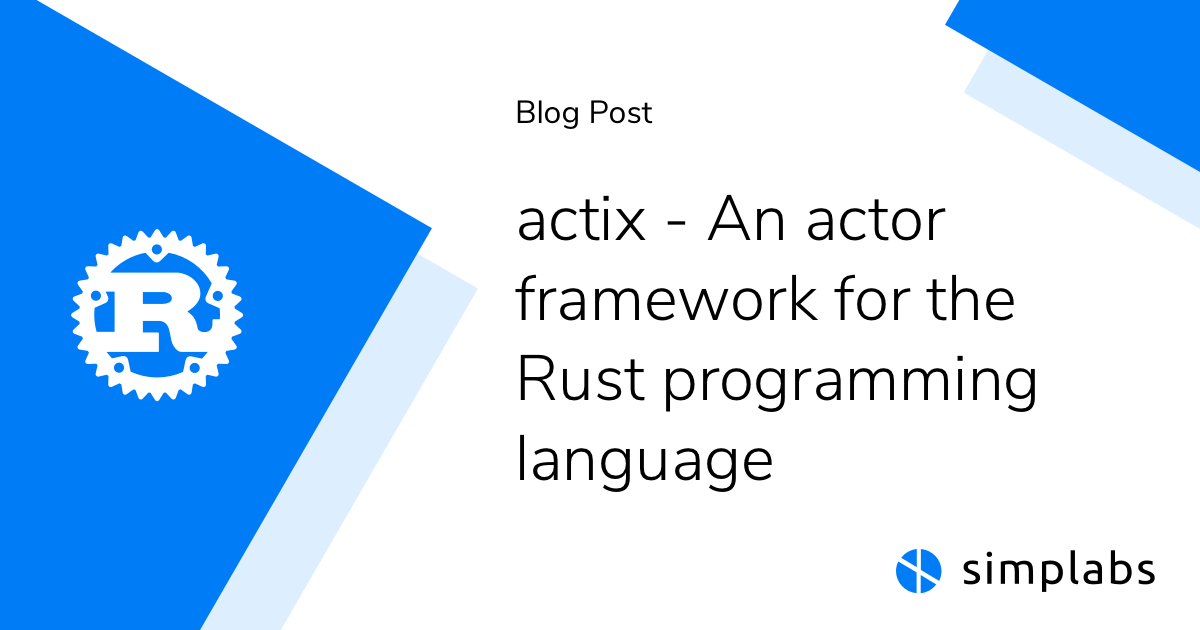 Blog Post
actix - An actor
framework for the
Rust programming
language
R
simplabs